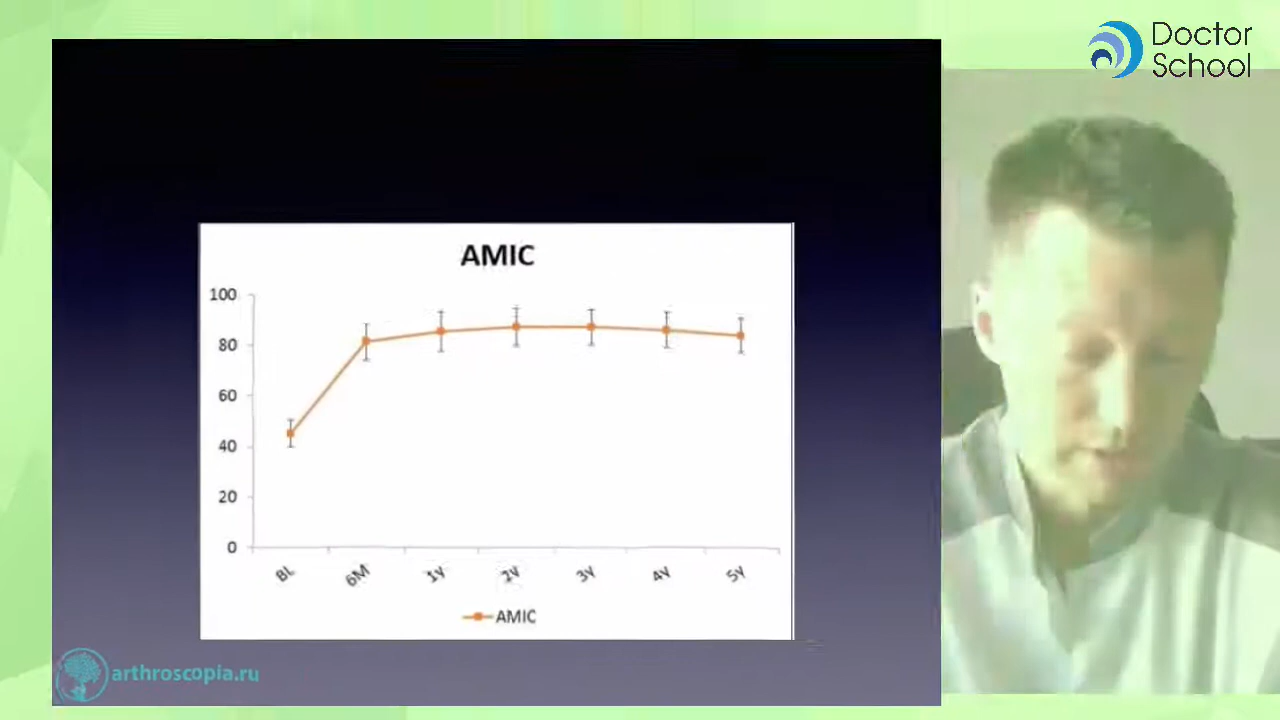 Doctor
School
AMIC
100
80
60
40
20
0
BL 6M 1Y 2Y 3Y 4Y 5Y
AMIC
arthroscopia.ru